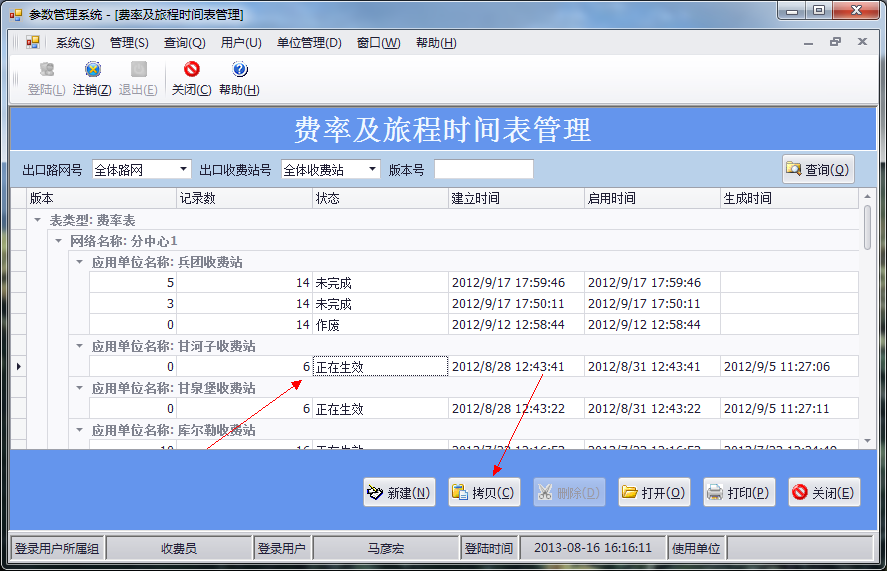 参数管理系统 - [费率及旅程时间表管理]
系统(S) 管理(S) 查询(Q) 用户(U) 单位管理(D) 窗口(W) 帮助(H)
登陆(L) 注销(Z) 退出(E) 关闭(C) 帮助(H)
费率及旅程时间表管理
出口路网号 全体路网 出口收费站号 全体收费站 版本号 查询(Q)
版本 记录数 状态 建立时间 启用时间 生成时间
表类型: 费率表
网络名称: 分中心1
应用单位名称: 兵团收费站
5 14 未完成 2012/9/17 17:59:46 2012/9/17 17:59:46
3 14 未完成 2012/9/17 17:50:11 2012/9/17 17:50:11
0 14 作废 2012/9/12 12:58:44 2012/9/12 12:58:44
应用单位名称: 甘河子收费站
0 6 正在生效 2012/8/28 12:43:41 2012/8/31 12:43:41 2012/9/5 11:27:06
应用单位名称: 甘泉堡收费站
0 6 正在生效 2012/8/28 12:43:22 2012/8/31 12:43:22 2012/9/5 11:27:11
应用单位名称: 库尔勒收费站
新建(N) 拷贝(C) 删除(D) 打开(O) 打印(P) 关闭(E)
登录用户所属组 收费员 登录用户 马彦宏 登陆时间 2013-08-16 16:16:11 使用单位